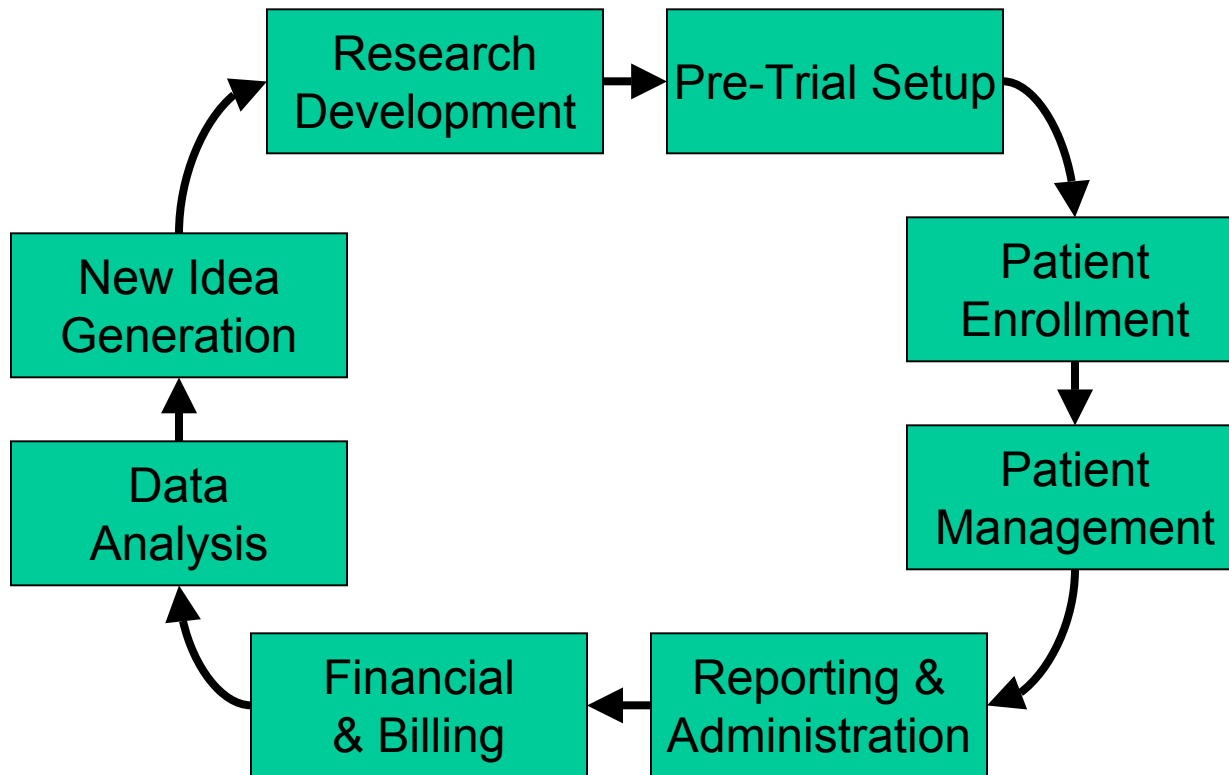 Research
Development
Pre-Trial Setup
Patient
Enrollment
Patient
Management
Reporting &
Administration
Financial
& Billing
Data
Analysis
New Idea
Generation